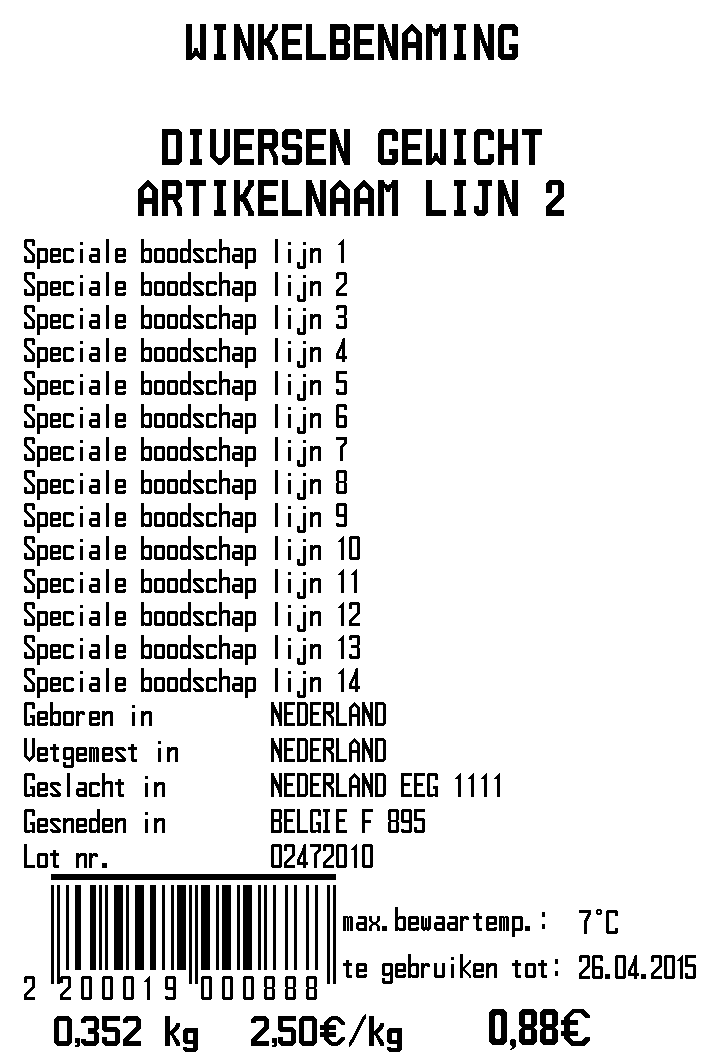 WINKELBENAMING
DIVERSEN GEWICHT
ARTIKELNAAM LIJN 2
Speciale boodschap lijn 1
Speciale boodschap lijn 2
Speciale boodschap lijn 3
Speciale boodschap lijn 4
Speciale boodschap lijn 5
Speciale boodschap lijn 6
Speciale boodschap lijn 7
Speciale boodschap lijn 8
Speciale boodschap lijn 9
Speciale boodschap lijn 10
Speciale boodschap lijn 11
Speciale boodschap lijn 12
Speciale boodschap lijn 13
Speciale boodschap lijn 14
Geboren in NEDERLAND
Vetgemest in NEDERLAND
Geslacht in NEDERLAND EEG 1111
Gesneden in BELGIE F 895
Lot nr. 02472010
max.bewaartemp.: 7°C
te gebruiken tot: 26.04.2015
2 200019 000888
0,352 kg 2,50€/kg 0,88€